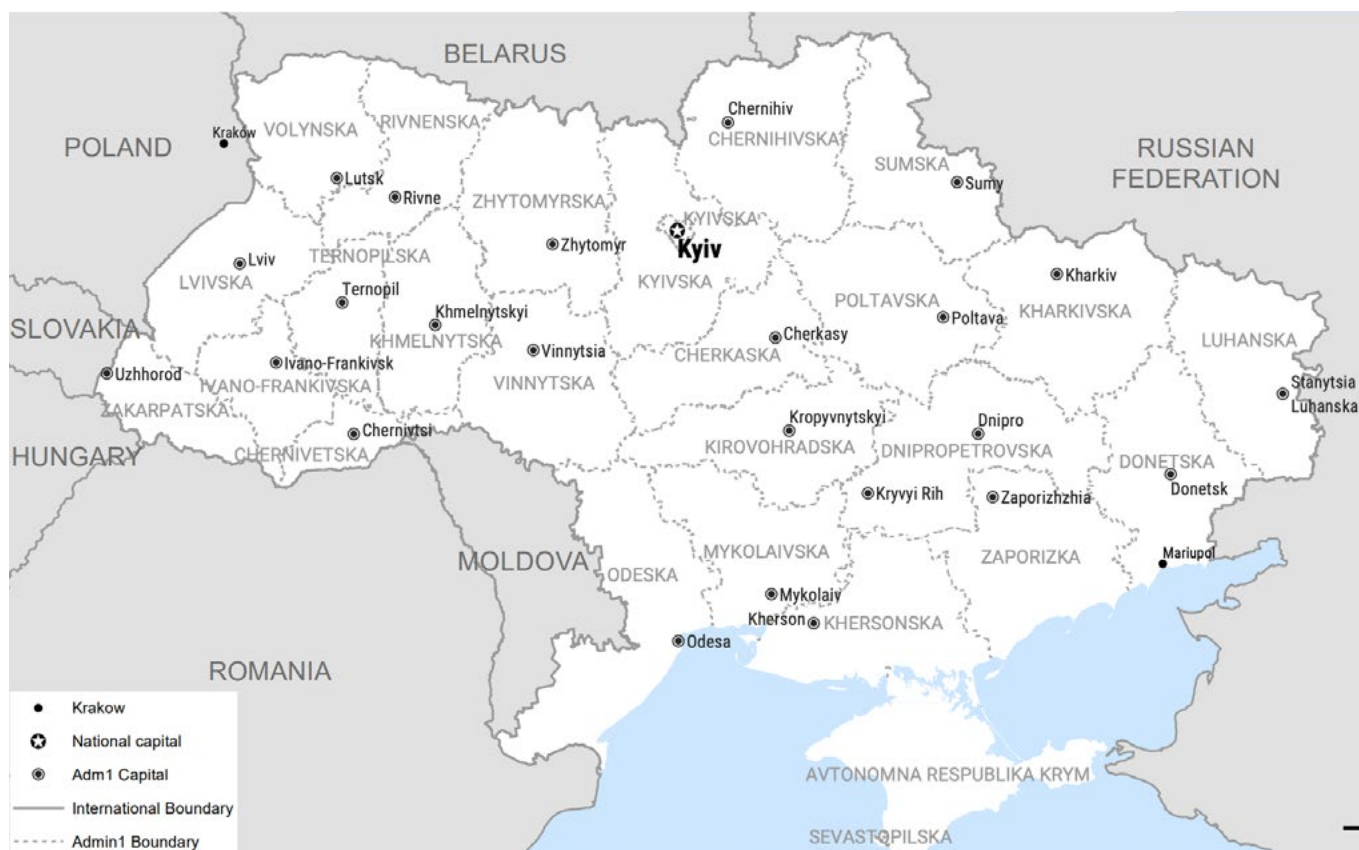 BELARUS
Chernihiv
CHERNIHIVSKA
RIVNENSKA
VOLYNSKA
Kraków
POLAND
RUSSIAN
FEDERATION
SUMSKA
Sumy
Lutsk
Rivne
ZHYTOMYRSKA
KYIVSKA
Kyiv
Zhytomyr
TERNOPILSKA
Lviv
LVIVSKA
KYIVSKA
Kharkiv
Ternopil
POLTAVSKA
KHARKIVSKA
Khmelnytskyi
KHMELNYTSKA
Poltava
SLOVAKIA
Cherkasy
CHERKASKA
LUHANSKA
Vinnytsia
Ivano-Frankivsk
IVANO-FRANKIVSKA
Uzhhorod
VINNYTSKA
Stanytsia
Luhanska
ZAKARPATSKA
Kropyvnytskyi
KIROVOHRADSKA
Dnipro
DNIPROPETROVSKA
Chernivtsi
CHERNIVETSKA
HUNGARY
DONETSKA
Donetsk
Kryvyi Rih
Zaporizhzhia
MYKOLAIVSKA
ZAPORIZKA
Mariupol
MOLDOVA
ODESKA
Mykolaiv
Kherson
KHERSONSKA
Odesa
ROMANIA
Krakow
National capital
Adm1 Capital
International Boundary
Admin1 Boundary
AVTONOMNA RESPUBLIKA KRYM
SEVASTOPILSKA